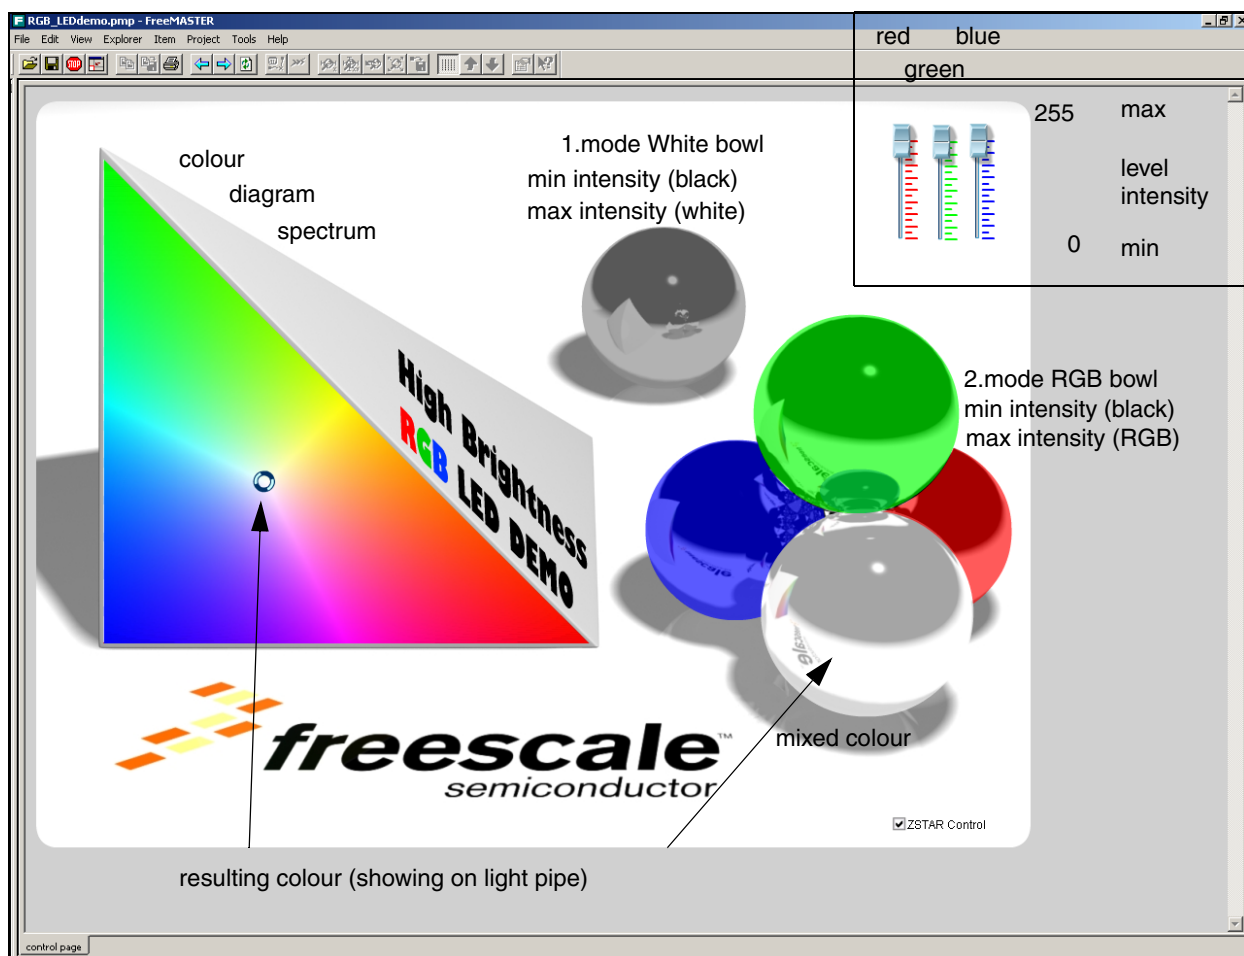 RGB_LEDdemo.pmp - FreeMASTER
File Edit View Explorer Item Project Tools Help
red blue
green
255 max
level
intensity
0 min
colour
diagram
spectrum
1.mode White bowl
min intensity (black)
max intensity (white)
2.mode RGB bowl
min intensity (black)
max intensity (RGB)
High Brightness
RGB LED DEMO
mixed colour
freescale™
semiconductor
ZSTAR Control
resulting colour (showing on light pipe)
control page